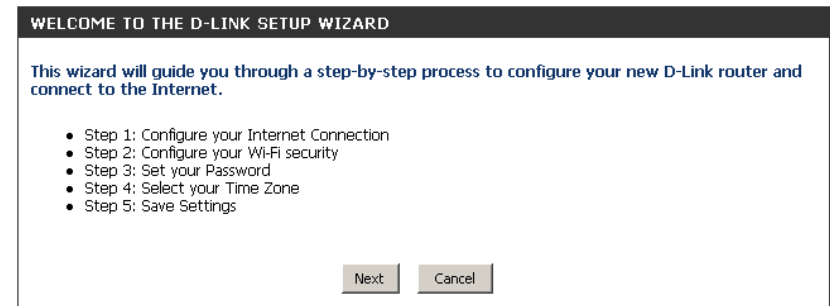 WELCOME TO THE D-LINK SETUP WIZARD
This wizard will guide you through a step-by-step process to configure your new D-Link router and
connect to the Internet.
• Step 1: Configure your Internet Connection
• Step 2: Configure your Wi-Fi security
• Step 3: Set your Password
• Step 4: Select your Time Zone
• Step 5: Save Settings
Next Cancel